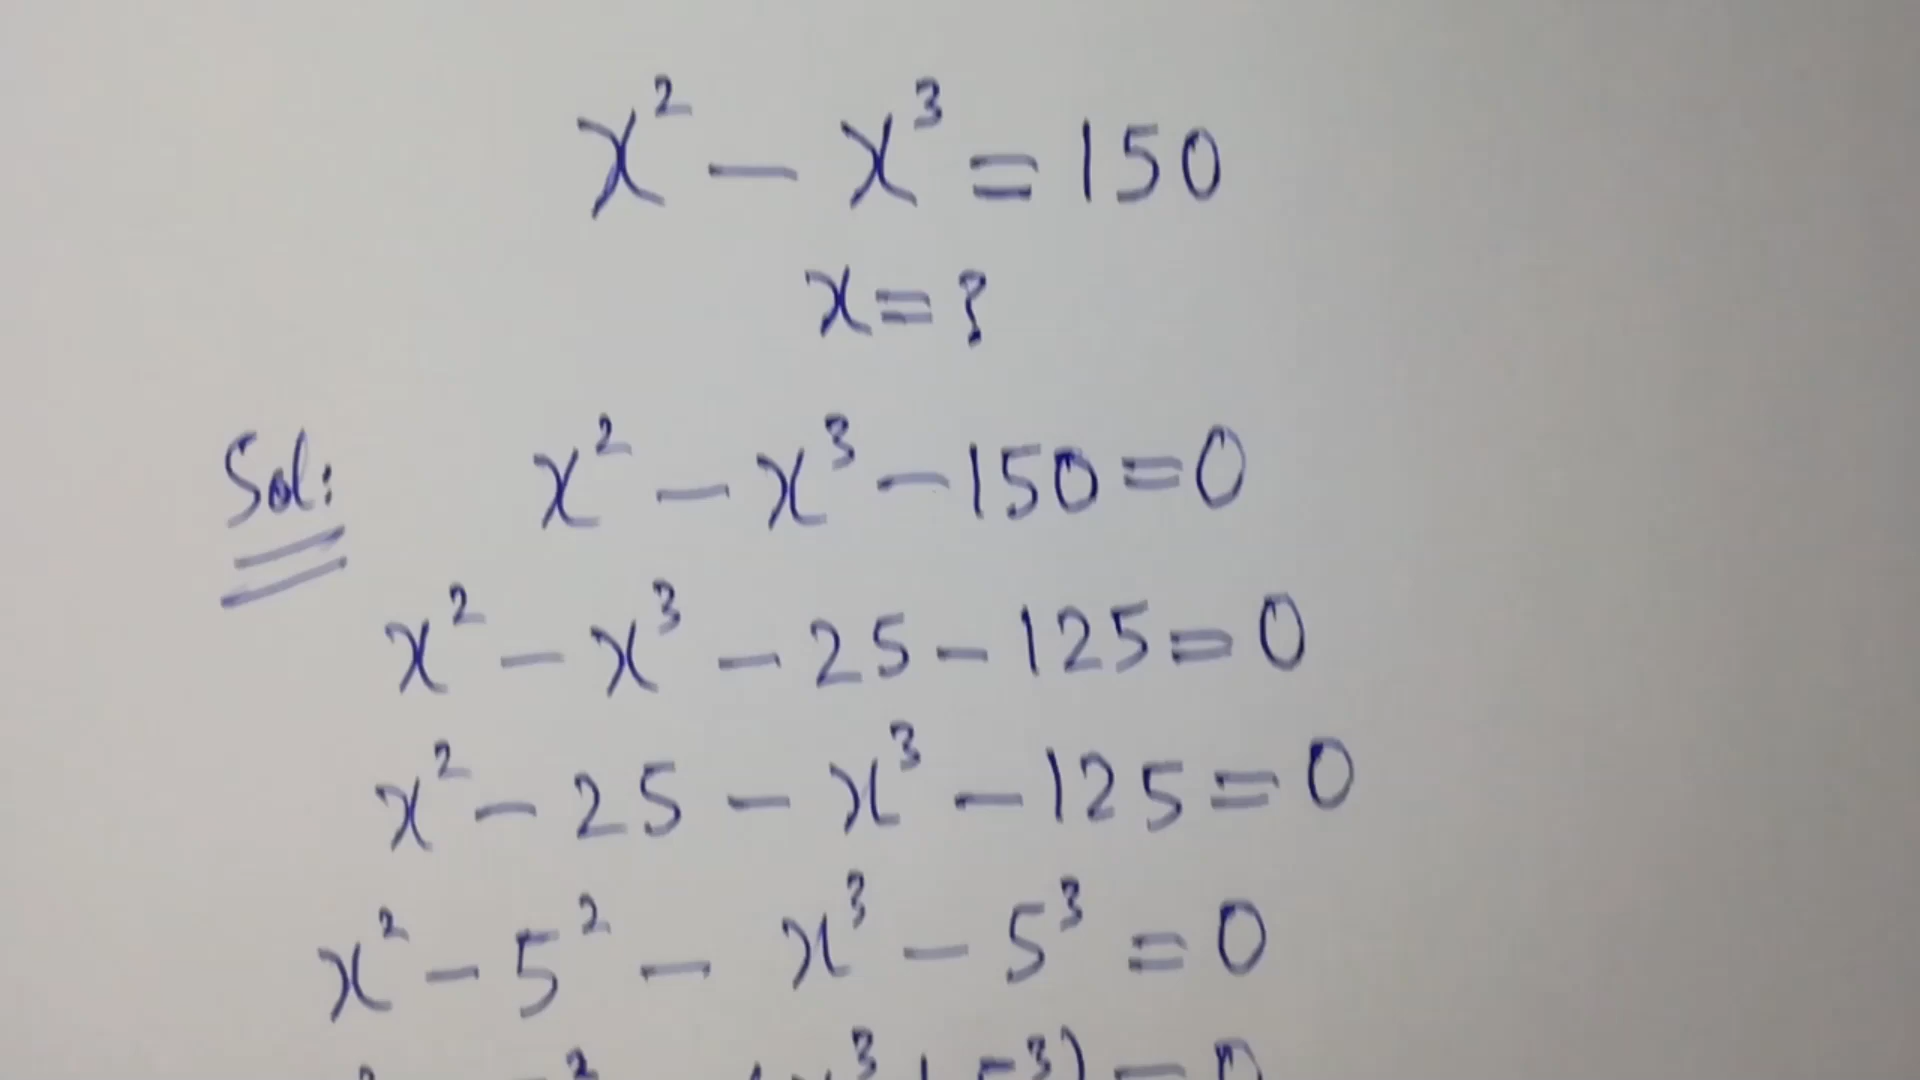 x² - x³ = 150
x = ?
Sol: x² - x³ - 150 = 0
x² - x³ - 25 - 125 = 0
x² - 25 - x³ - 125 = 0
x² - 5² - x³ - 5³ = 0